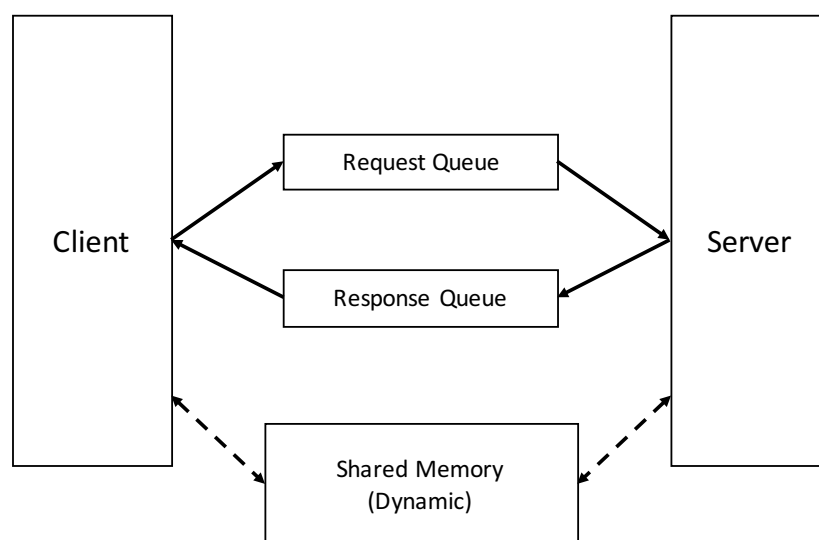 Request Queue
Client
Server
Response Queue
Shared Memory
(Dynamic)